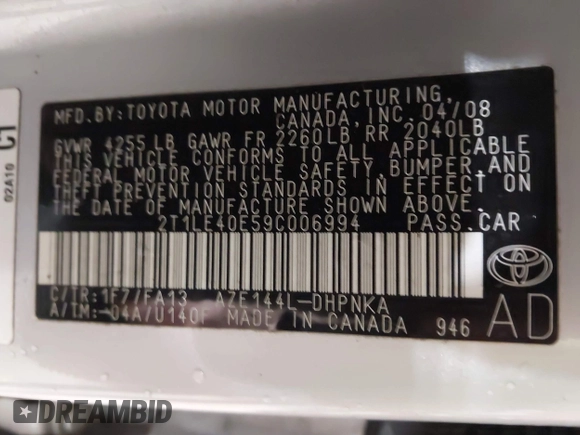 MFD.BY:TOYOTA MOTOR MANUFACTURING,
CANADA, INC. 04/08
GVWR 4255 LB GAWR FR 2260LB, RR 2040LB
THIS VEHICLE CONFORMS TO ALL APPLICABLE
FEDERAL MOTOR VEHICLE SAFETY, BUMPER, AND
THEFT PREVENTION STANDARDS IN EFFECT ON
THE DATE OF MANUFACTURE SHOWN ABOVE.
2T1LE40E59C006994 PASS.CAR
C/TR:1F7/FA13 AZE144L-DHPNKA
A/TM:-04A/U140F MADE IN CANADA 946
TOYOTA
AD
02A10
DREAMBID